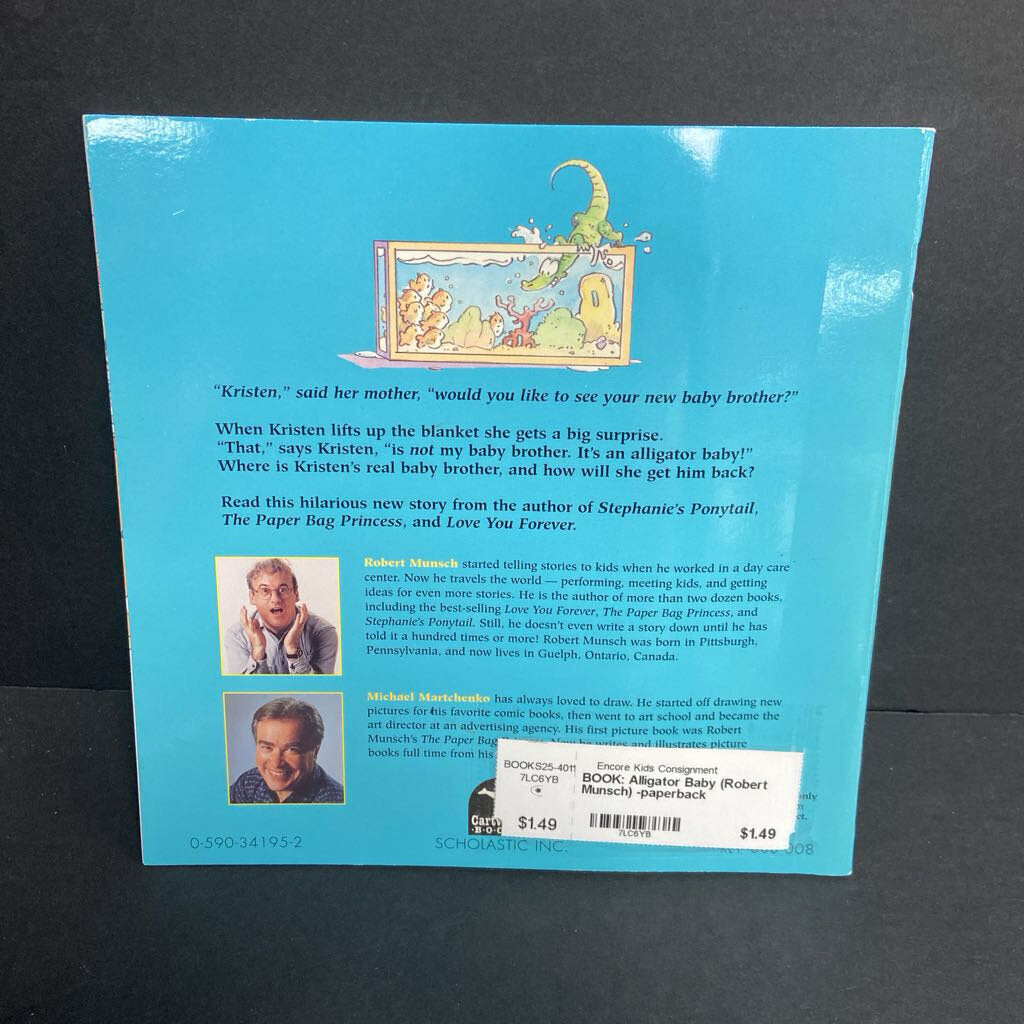 “Kristen,” said her mother, “would you like to see your new baby brother?”
When Kristen lifts up the blanket she gets a big surprise.
“That,” says Kristen, “is not my baby brother. It’s an alligator baby!”
Where is Kristen’s real baby brother, and how will she get him back?
Read this hilarious new story from the author of Stephanie’s Ponytail,
The Paper Bag Princess, and Love You Forever.
Robert Munsch started telling stories to kids when he worked in a day care
center. Now he travels the world — performing, meeting kids, and getting
ideas for even more stories. He is the author of more than two dozen books,
including the best-selling Love You Forever, The Paper Bag Princess, and
Stephanie’s Ponytail. Still, he doesn’t even write a story down until he has
told it a hundred times or more! Robert Munsch was born in Pittsburgh,
Pennsylvania, and now lives in Guelph, Ontario, Canada.
Michael Martchenko has always loved to draw. He started off drawing new
pictures for his favorite comic books, then went to art school and became the
art director at an advertising agency. His first picture book was Robert
Munsch’s The Paper Bag Now he writes and illustrates picture
books full time from his
BOOKS25-4011
7LC6YB
$1.49
Encore Kids Consignment
BOOK: Alligator Baby (Robert
Munsch) -paperback
7LC6YB
$1.49
only
0-590-34195-2
SCHOLASTIC INC.
008